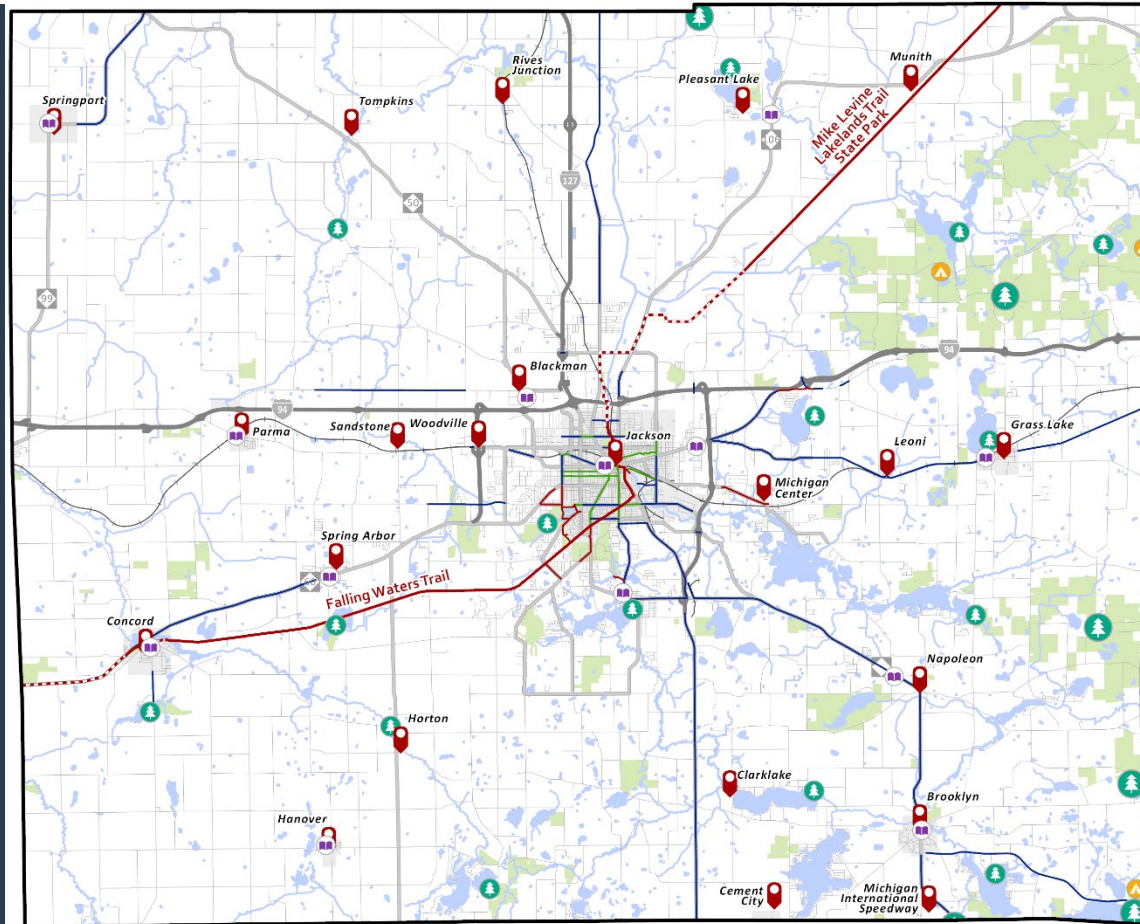 Rives
Junction
Munith
Pleasant Lake
Springport
Tompkins
Mike Levine
Lakelands Trail
State Park
106
127
50
99
94
Blackman
94
Parma
Sandstone
Woodville
Jackson
Grass Lake
Leoni
Michigan
Center
Spring Arbor
Falling Waters Trail
Concord
Napoleon
Horton
Clarklake
Brooklyn
Hanover
Cement
City
Michigan
International
Speedway